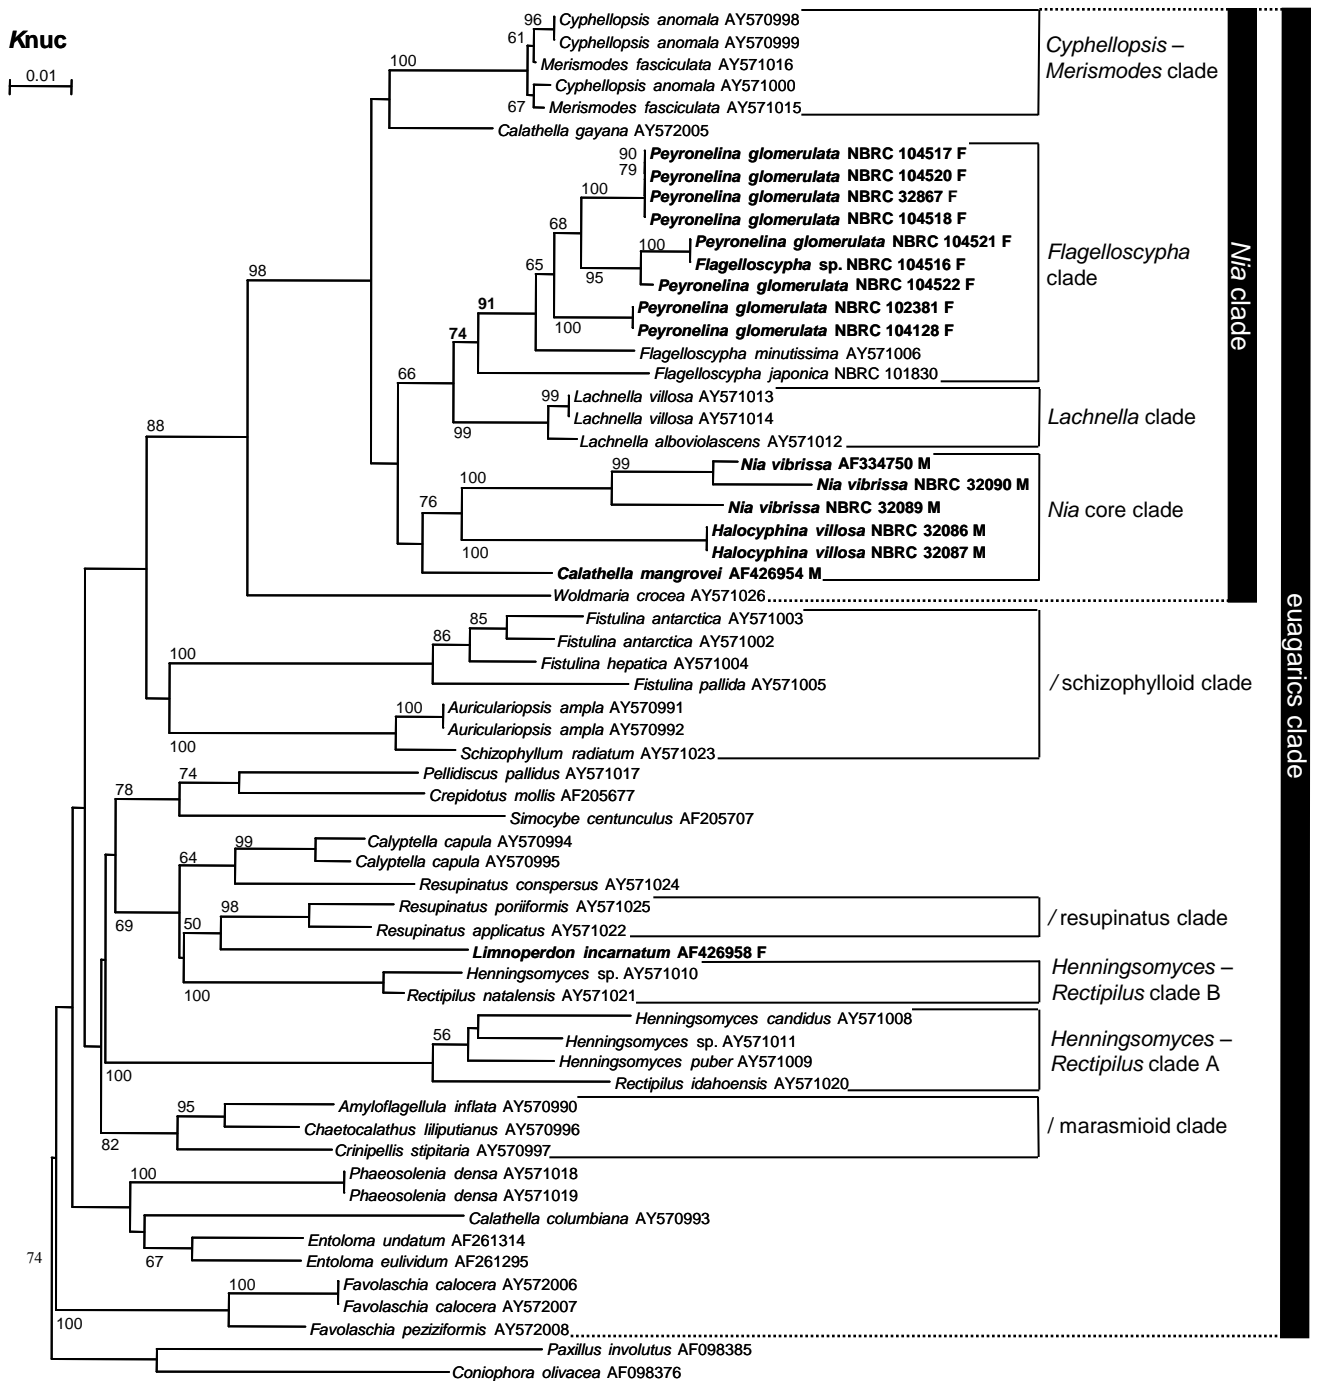 Knuc
0.01
96
Cyphellopsis anomala AY570998
61
Cyphellopsis anomala AY570999
Merismodes fasciculata AY571016
100
Cyphellopsis anomala AY571000
67
Merismodes fasciculata AY571015
Cyphellopsis –
Merismodes clade
Calathella gayana AY572005
90
Peyronelina glomerulata NBRC 104517 F
79
Peyronelina glomerulata NBRC 104520 F
100
Peyronelina glomerulata NBRC 32867 F
Peyronelina glomerulata NBRC 104518 F
68
100
Peyronelina glomerulata NBRC 104521 F
65
Flagelloscypha sp. NBRC 104516 F
95
Peyronelina glomerulata NBRC 104522 F
Flagelloscypha
clade
98
91
Peyronelina glomerulata NBRC 102381 F
100
Peyronelina glomerulata NBRC 104128 F
74
Flagelloscypha minutissima AY571006
66
Flagelloscypha japonica NBRC 101830
99
Lachnella villosa AY571013
Lachnella villosa AY571014
99
Lachnella alboviolascens AY571012
Lachnella clade
88
99
Nia vibrissa AF334750 M
100
Nia vibrissa NBRC 32090 M
76
Nia vibrissa NBRC 32089 M
Nia core clade
Halocyphina villosa NBRC 32086 M
100
Halocyphina villosa NBRC 32087 M
Calathella mangrovei AF426954 M
Woldmaria crocea AY571026
Nia clade
85
Fistulina antarctica AY571003
86
Fistulina antarctica AY571002
100
Fistulina hepatica AY571004
Fistulina pallida AY571005
/ schizophylloid clade
100
Auriculariopsis ampla AY570991
Auriculariopsis ampla AY570992
100
Schizophyllum radiatum AY571023
euagarics clade
74
Pellidiscus pallidus AY571017
78
Crepidotus mollis AF205677
Simocybe centunculus AF205707
99
Calyptella capula AY570994
64
Calyptella capula AY570995
Resupinatus conspersus AY571024
98
Resupinatus poriiformis AY571025
69
50
Resupinatus applicatus AY571022
/ resupinatus clade
Limnoperdon incarnatum AF426958 F
Henningsomyces sp. AY571010
100
Rectipilus natalensis AY571021
Henningsomyces –
Rectipilus clade B
Henningsomyces candidus AY571008
56
Henningsomyces sp. AY571011
Henningsomyces puber AY571009
100
Rectipilus idahoensis AY571020
Henningsomyces –
Rectipilus clade A
95
Amyloflagellula inflata AY570990
Chaetocalathus liliputianus AY570996
82
Crinipellis stipitaria AY570997
/ marasmioid clade
100
Phaeosolenia densa AY571018
Phaeosolenia densa AY571019
Calathella columbiana AY570993
Entoloma undatum AF261314
67
Entoloma eulividum AF261295
74
100
Favolaschia calocera AY572006
Favolaschia calocera AY572007
100
Favolaschia peziziformis AY572008
Paxillus involutus AF098385
Coniophora olivacea AF098376